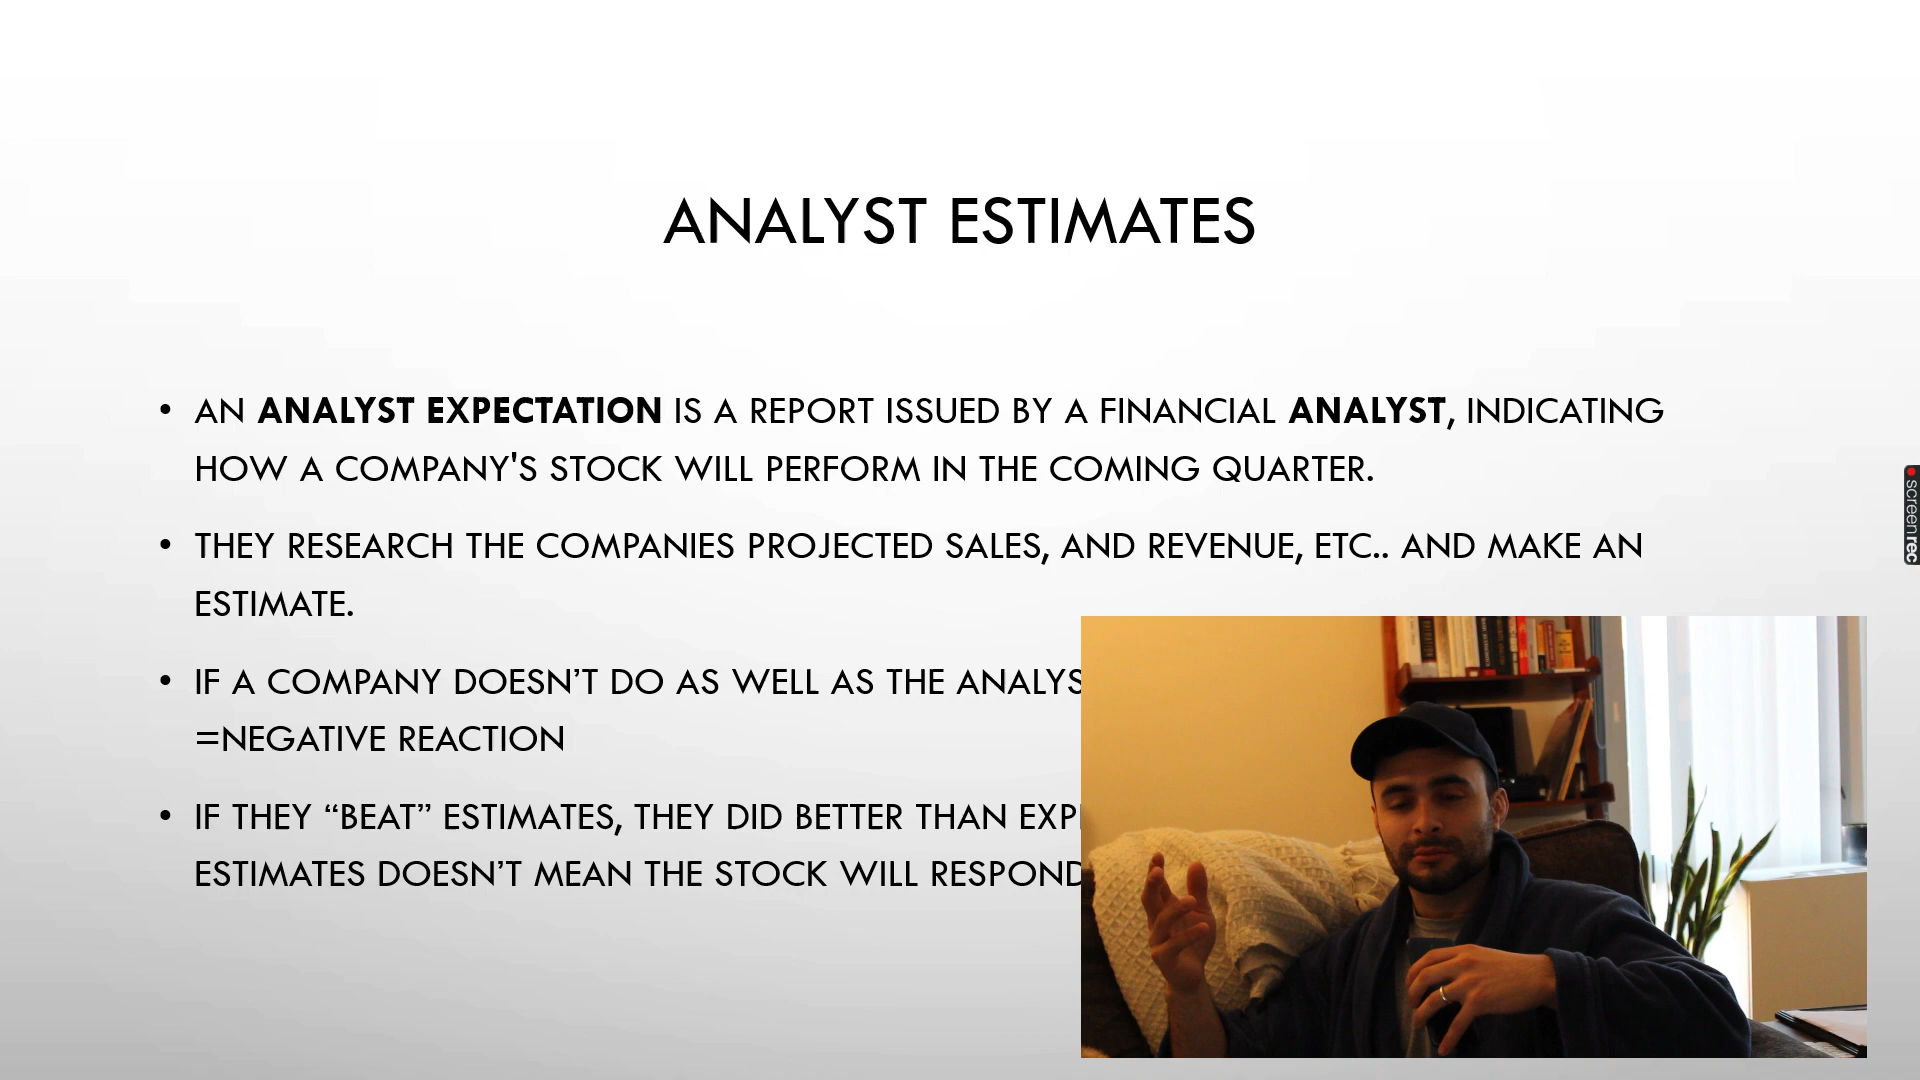 ANALYST ESTIMATES
• AN ANALYST EXPECTATION IS A REPORT ISSUED BY A FINANCIAL ANALYST, INDICATING
HOW A COMPANY'S STOCK WILL PERFORM IN THE COMING QUARTER.
• THEY RESEARCH THE COMPANIES PROJECTED SALES, AND REVENUE, ETC.. AND MAKE AN
ESTIMATE.
• IF A COMPANY DOESN’T DO AS WELL AS THE
=NEGATIVE REACTION
• IF THEY “BEAT” ESTIMATES, THEY DID BETTER THAN
ESTIMATES DOESN’T MEAN THE STOCK WILL RESPOND
screenrec